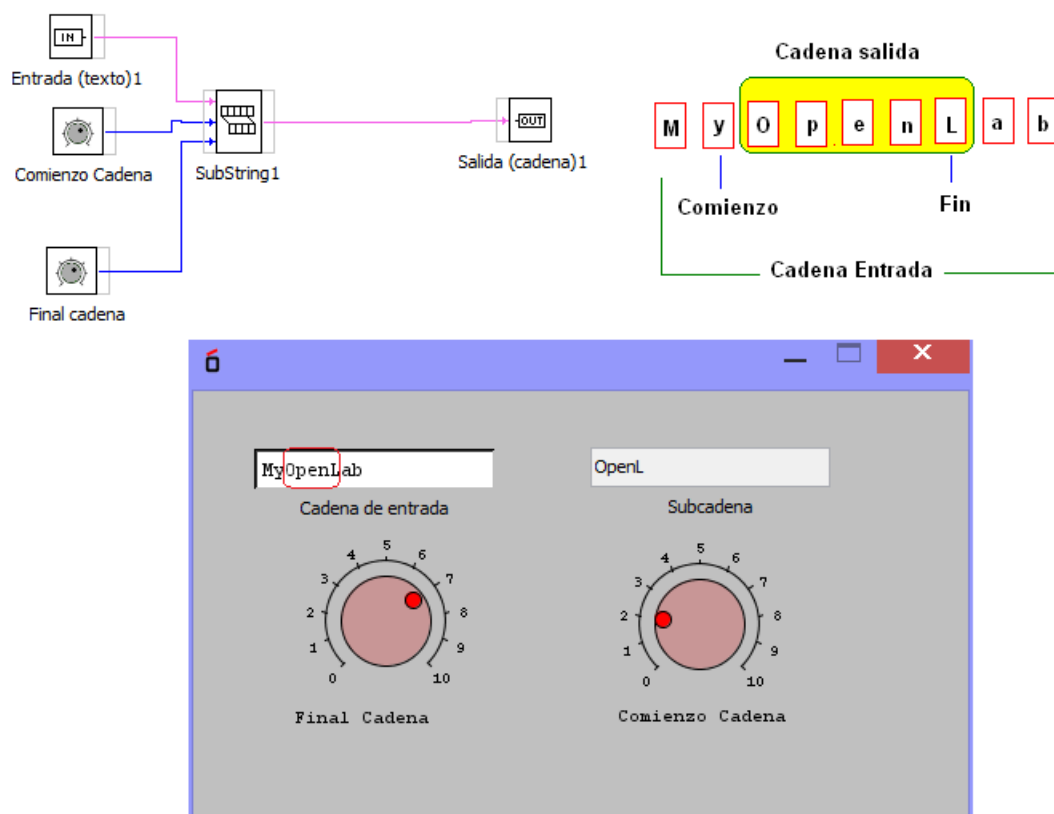 IN
Entrada (texto)1
Comienzo Cadena
Final cadena
SubString1
OUT
Salida (cadena)1
Cadena salida
M y O p e n L a b
Comienzo
Fin
Cadena Entrada
ó
MyOpenLab
Cadena de entrada
OpenL
Subcadena
0 1 2 3 4 5 6 7 8 9 10
Final Cadena
0 1 2 3 4 5 6 7 8 9 10
Comienzo Cadena